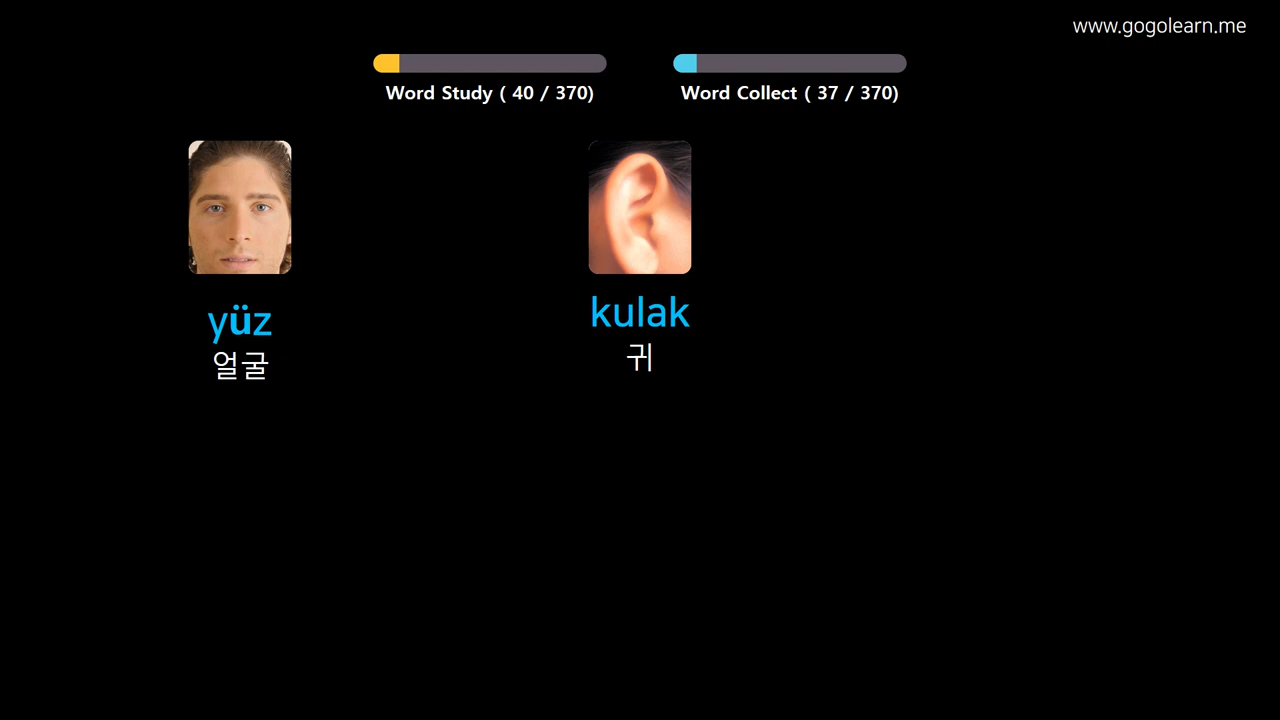 www.gogolearn.me
Word Study ( 40 / 370)
Word Collect ( 37 / 370)
yüz
얼굴
kulak
귀